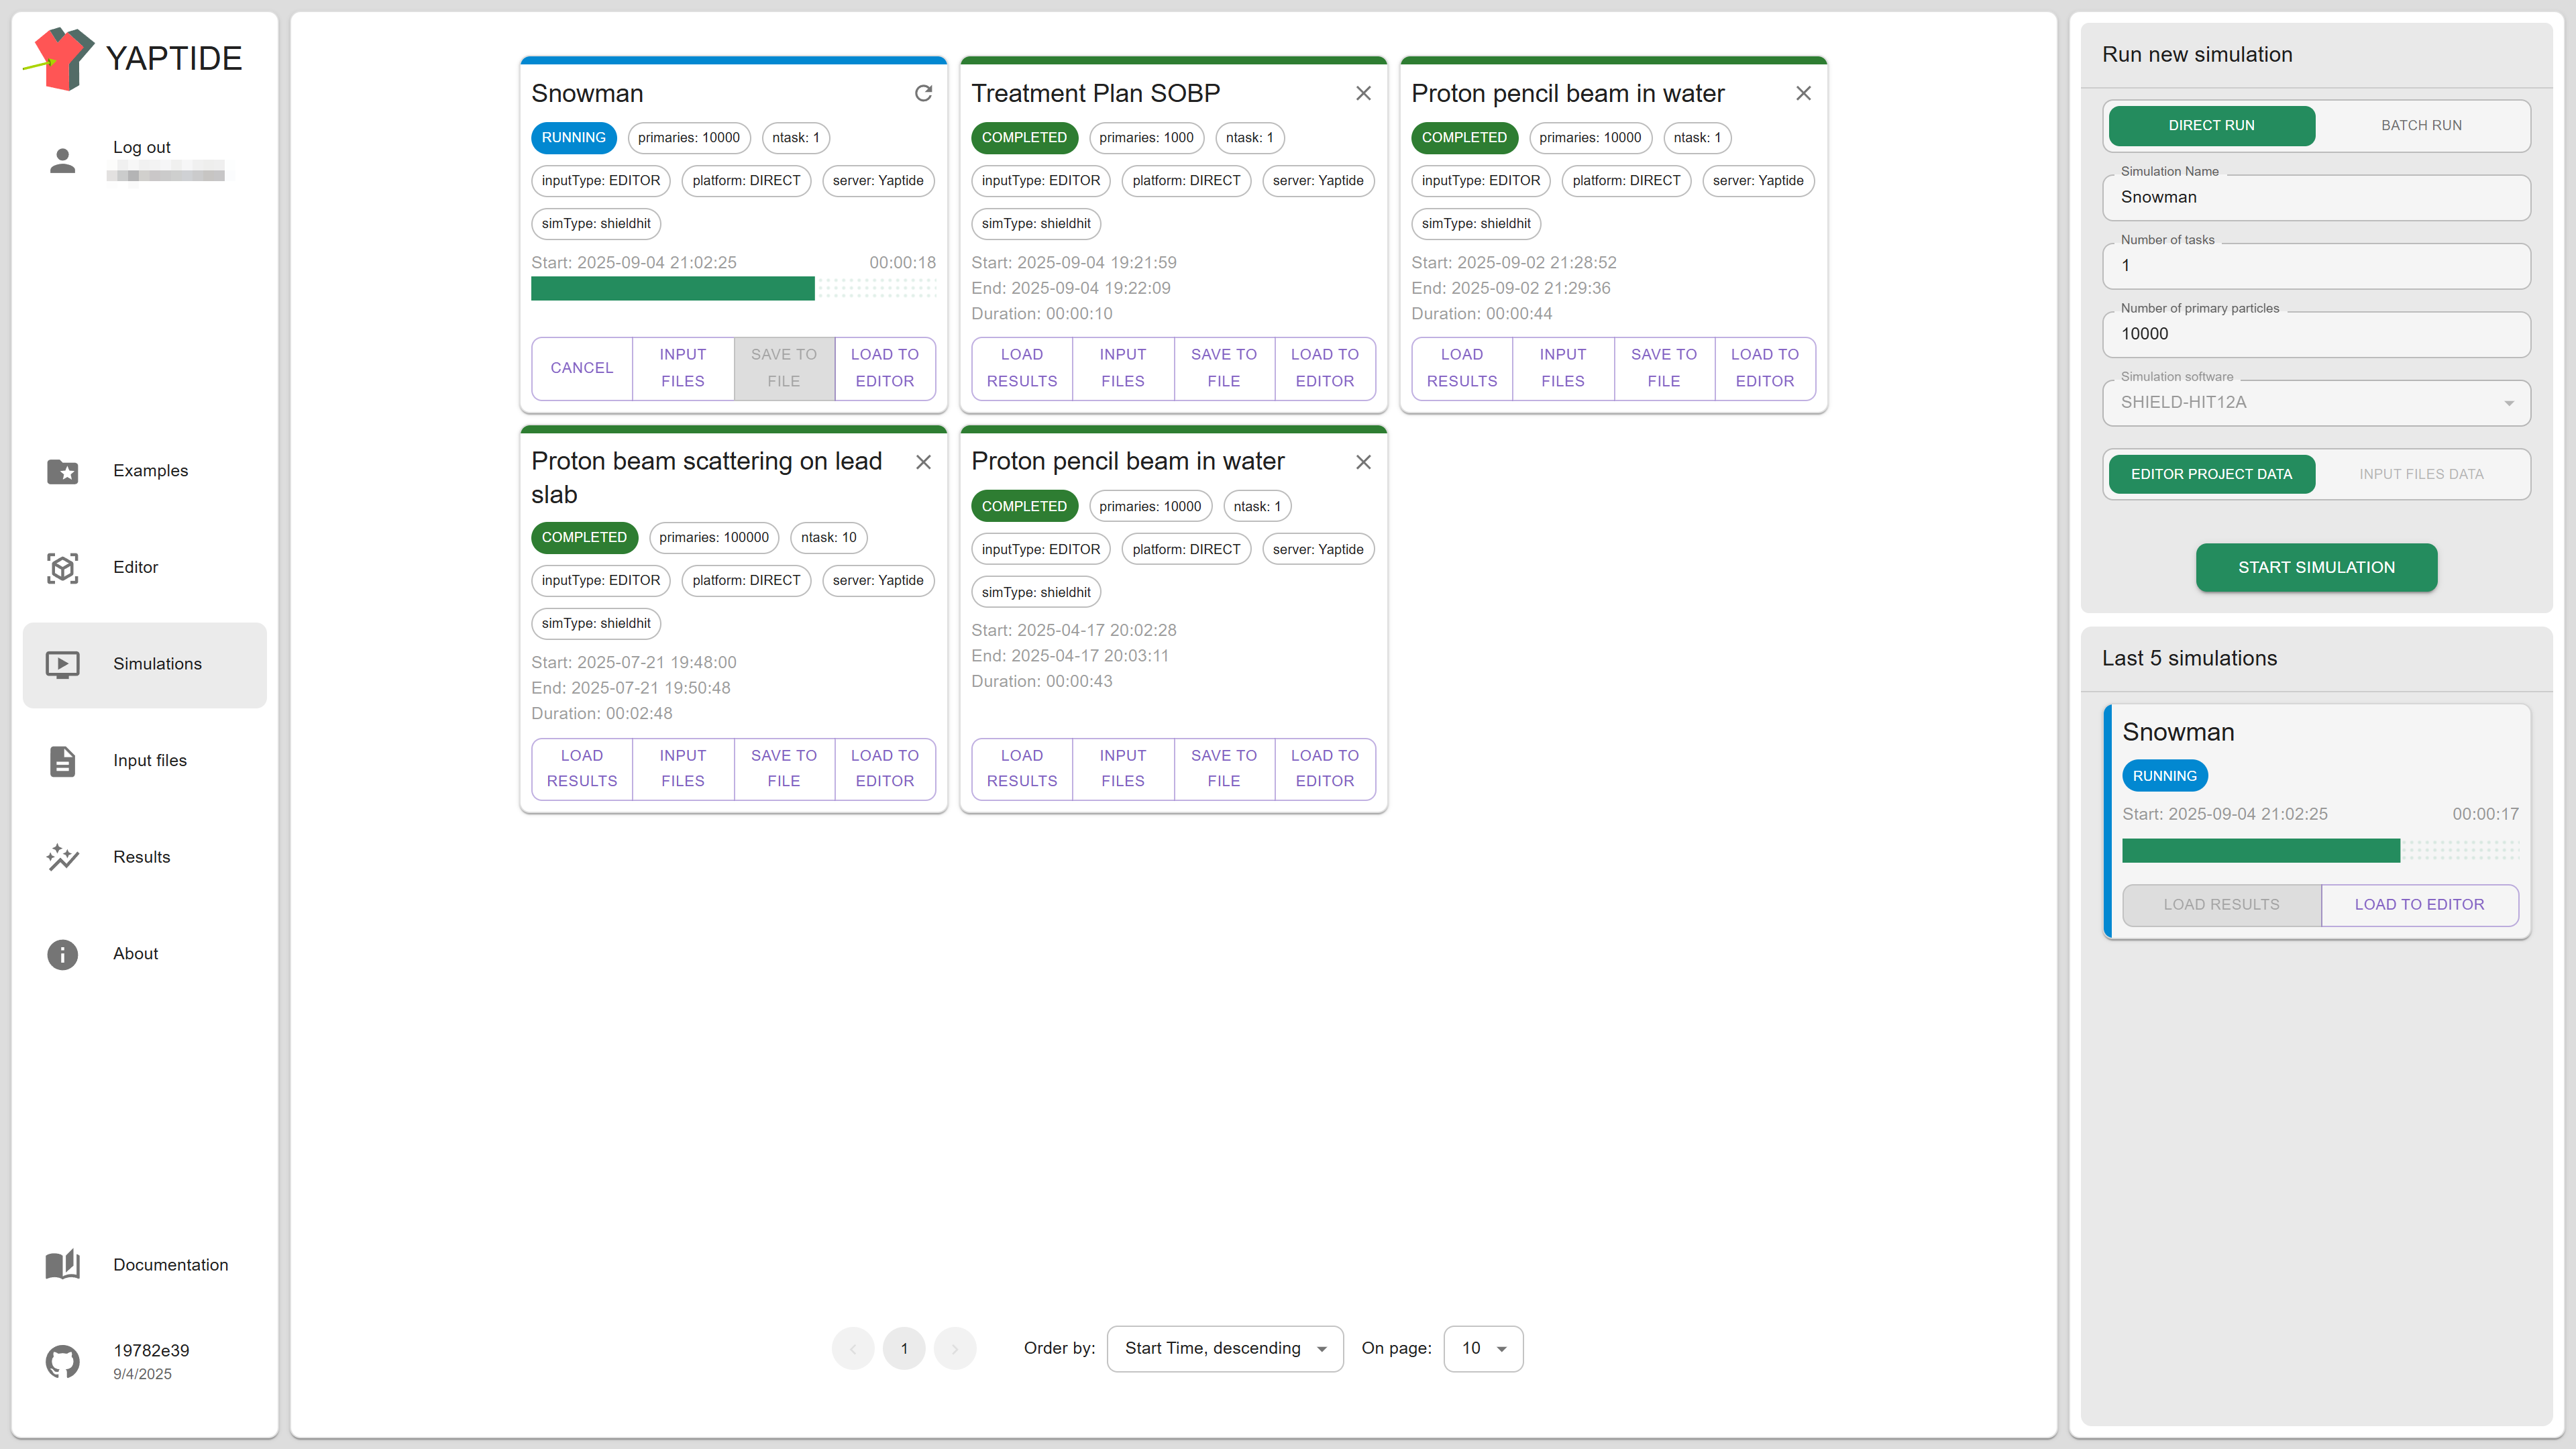 YAPTIDE
Log out
Examples
Editor
Simulations
Input files
Results
About
Documentation
19782e39
9/4/2025
Snowman
RUNNING
primaries: 10000
ntask: 1
inputType: EDITOR
platform: DIRECT
server: Yaptide
simType: shieldhit
Start: 2025-09-04 21:02:25
00:00:18
CANCEL
INPUT
FILES
SAVE TO
FILE
LOAD TO
EDITOR
Treatment Plan SOBP
COMPLETED
primaries: 1000
ntask: 1
inputType: EDITOR
platform: DIRECT
server: Yaptide
simType: shieldhit
Start: 2025-09-04 19:21:59
End: 2025-09-04 19:22:09
Duration: 00:00:10
LOAD
RESULTS
INPUT
FILES
SAVE TO
FILE
LOAD TO
EDITOR
Proton pencil beam in water
COMPLETED
primaries: 10000
ntask: 1
inputType: EDITOR
platform: DIRECT
server: Yaptide
simType: shieldhit
Start: 2025-09-02 21:28:52
End: 2025-09-02 21:29:36
Duration: 00:00:44
LOAD
RESULTS
INPUT
FILES
SAVE TO
FILE
LOAD TO
EDITOR
Proton beam scattering on lead
slab
COMPLETED
primaries: 100000
ntask: 10
inputType: EDITOR
platform: DIRECT
server: Yaptide
simType: shieldhit
Start: 2025-07-21 19:48:00
End: 2025-07-21 19:50:48
Duration: 00:02:48
LOAD
RESULTS
INPUT
FILES
SAVE TO
FILE
LOAD TO
EDITOR
Proton pencil beam in water
COMPLETED
primaries: 10000
ntask: 1
inputType: EDITOR
platform: DIRECT
server: Yaptide
simType: shieldhit
Start: 2025-04-17 20:02:28
End: 2025-04-17 20:03:11
Duration: 00:00:43
LOAD
RESULTS
INPUT
FILES
SAVE TO
FILE
LOAD TO
EDITOR
1
Order by:
Start Time, descending
On page:
10
Run new simulation
DIRECT RUN
BATCH RUN
Simulation Name
Snowman
Number of tasks
1
Number of primary particles
10000
Simulation software
SHIELD-HIT12A
EDITOR PROJECT DATA
INPUT FILES DATA
START SIMULATION
Last 5 simulations
Snowman
RUNNING
Start: 2025-09-04 21:02:25
00:00:17
LOAD RESULTS
LOAD TO EDITOR